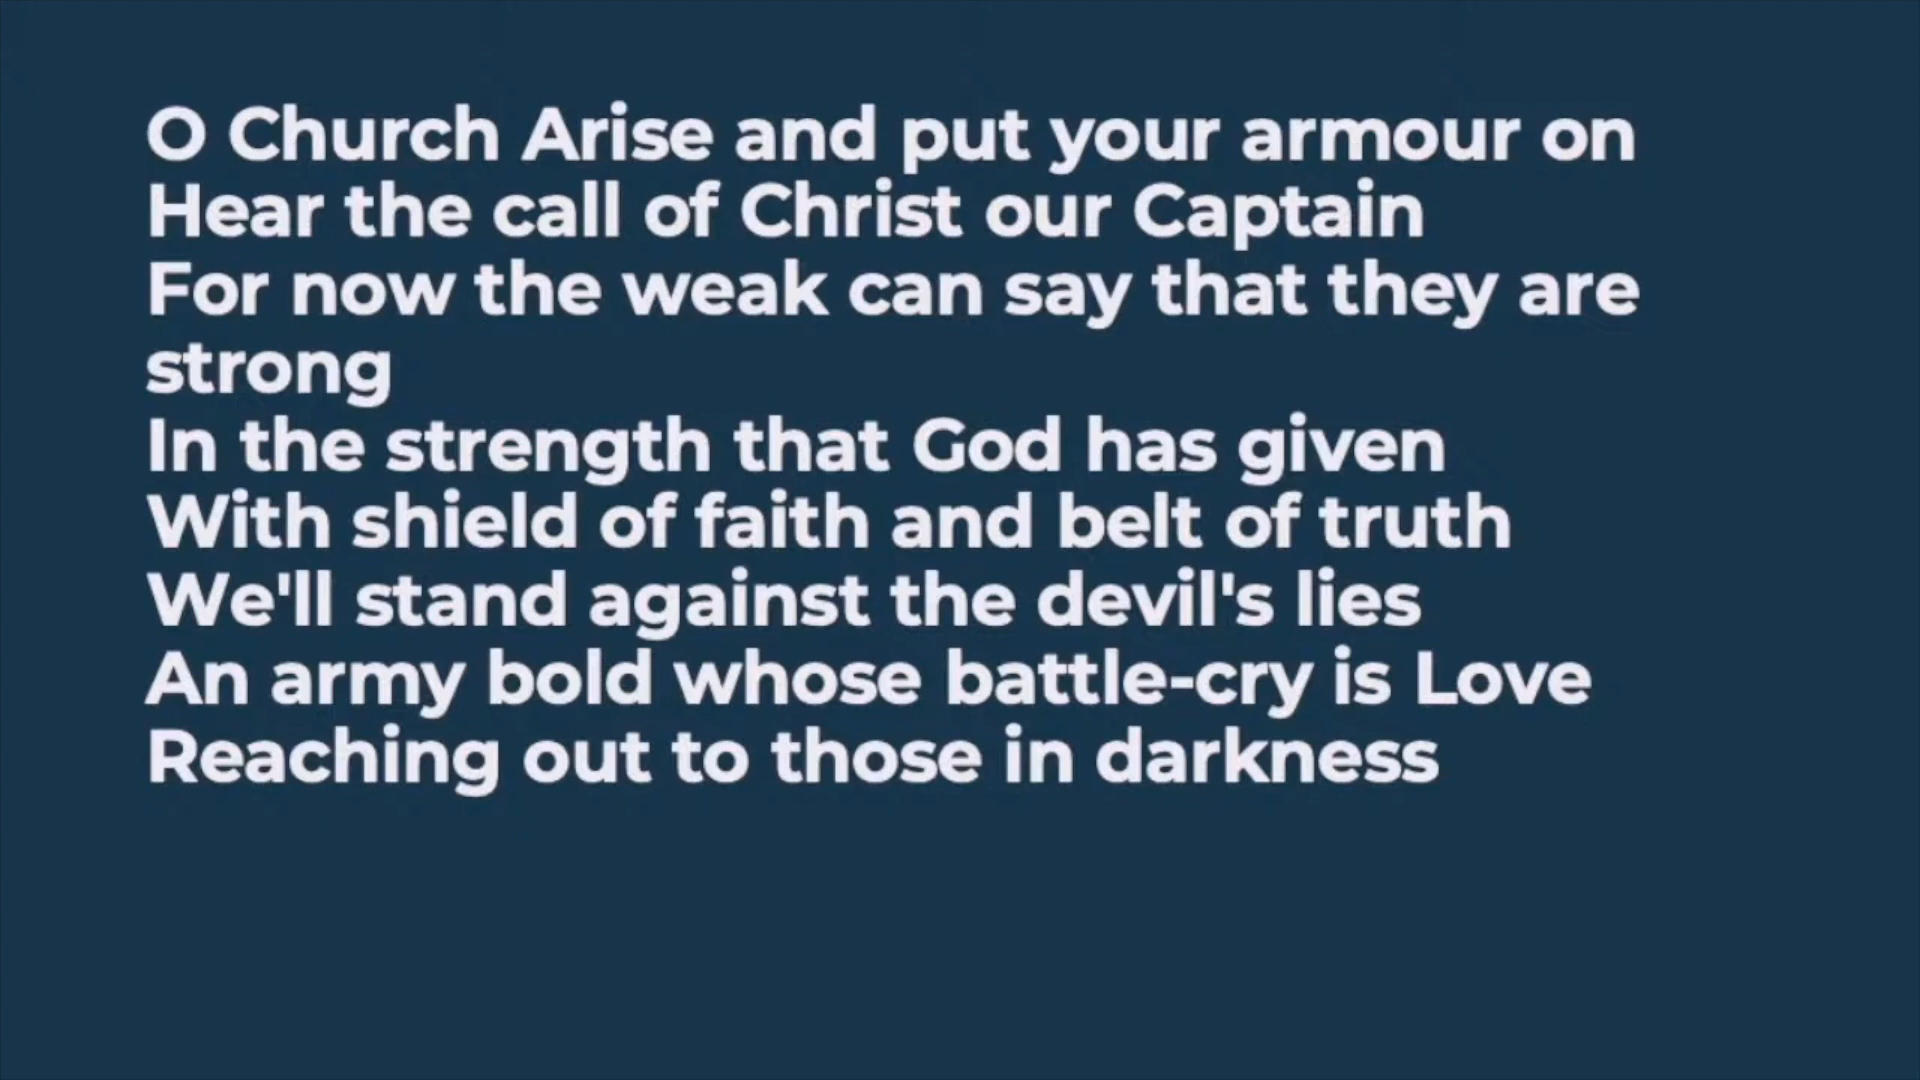 O Church Arise and put your armour on
Hear the call of Christ our Captain
For now the weak can say that they are
strong
In the strength that God has given
With shield of faith and belt of truth
We'll stand against the devil's lies
An army bold whose battle-cry is Love
Reaching out to those in darkness